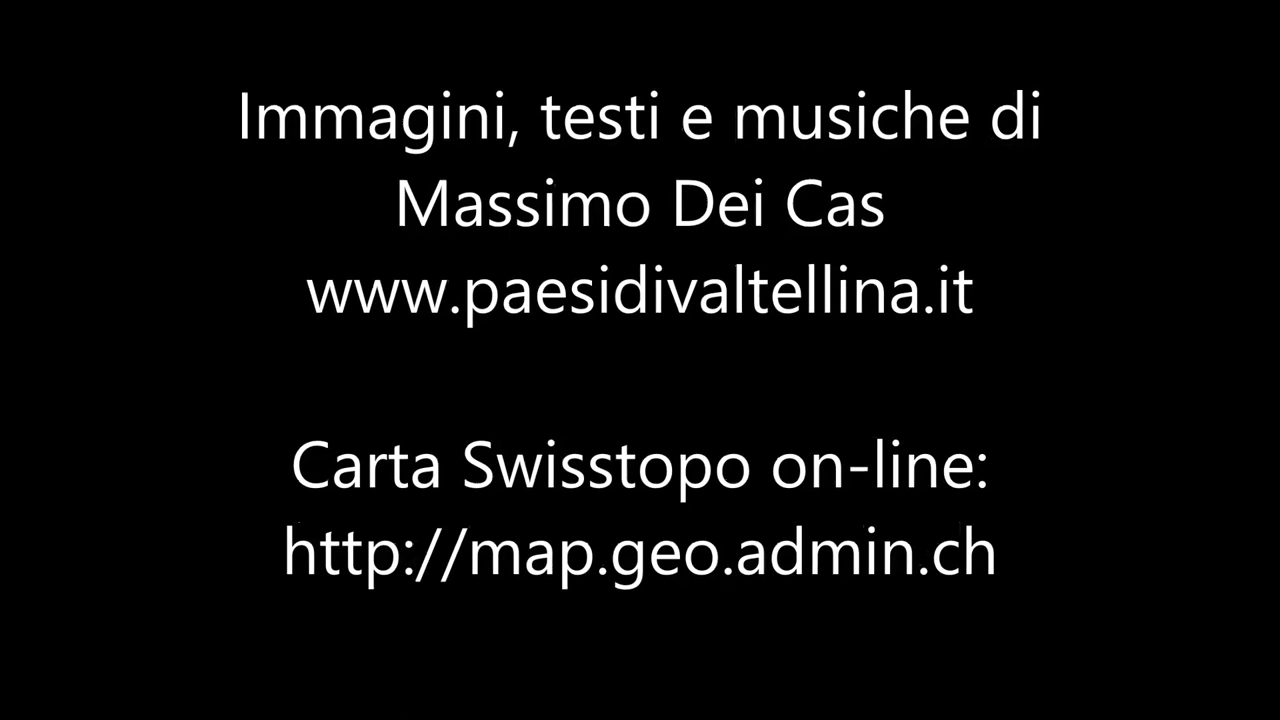 Immagini, testi e musiche di
Massimo Dei Cas
www.paesidivaltellina.it
Carta Swisstopo on-line:
http://map.geo.admin.ch